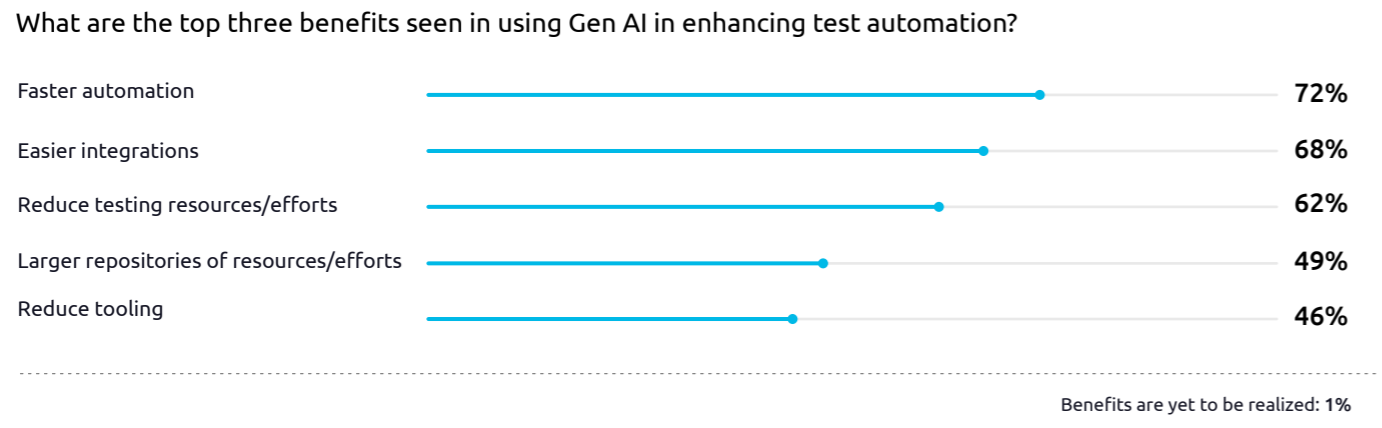 What are the top three benefits seen in using Gen AI in enhancing test automation?
Faster automation 72%
Easier integrations 68%
Reduce testing resources/efforts 62%
Larger repositories of resources/efforts 49%
Reduce tooling 46%
Benefits are yet to be realized: 1%